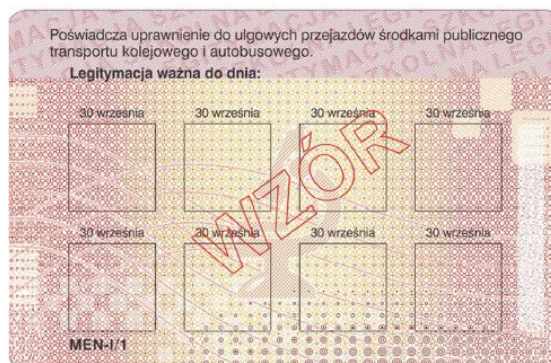 Poświadcza uprawnienie do ulgowych przejazdów środkami publicznego
transportu kolejowego i autobusowego.
Legitymacja ważna do dnia:
30 września 30 września 30 września 30 września
WZÓR
30 września 30 września 30 września 30 września
MEN-I/1